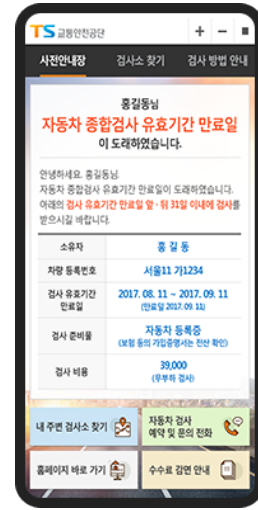 TS 교통안전공단
사전안내장 검사소 찾기 검사 방법 안내
홍길동님
자동차 종합검사 유효기간 만료일
이 도래하였습니다.
안녕하세요. 홍길동님.
자동차 종합검사 유효기간 만료일이 도래하였습니다.
아래의 검사 유효기간 만료일 앞·뒤 31일 이내에 검사를
받으시길 바랍니다.
소유자 홍 길 동
차량 등록번호 서울11 가1234
검사 유효기간
만료일
2017. 08. 11 ~ 2017. 09. 11
(만료일 2017. 09. 11)
검사 준비물
자동차 등록증
(보험 등의 가입증명서는 전산 확인)
검사 비용
39,000
(무부하 검사)
내 주변 검사소 찾기
자동차 검사
예약 및 문의 전화
홈페이지 바로 가기
수수료 감면 안내